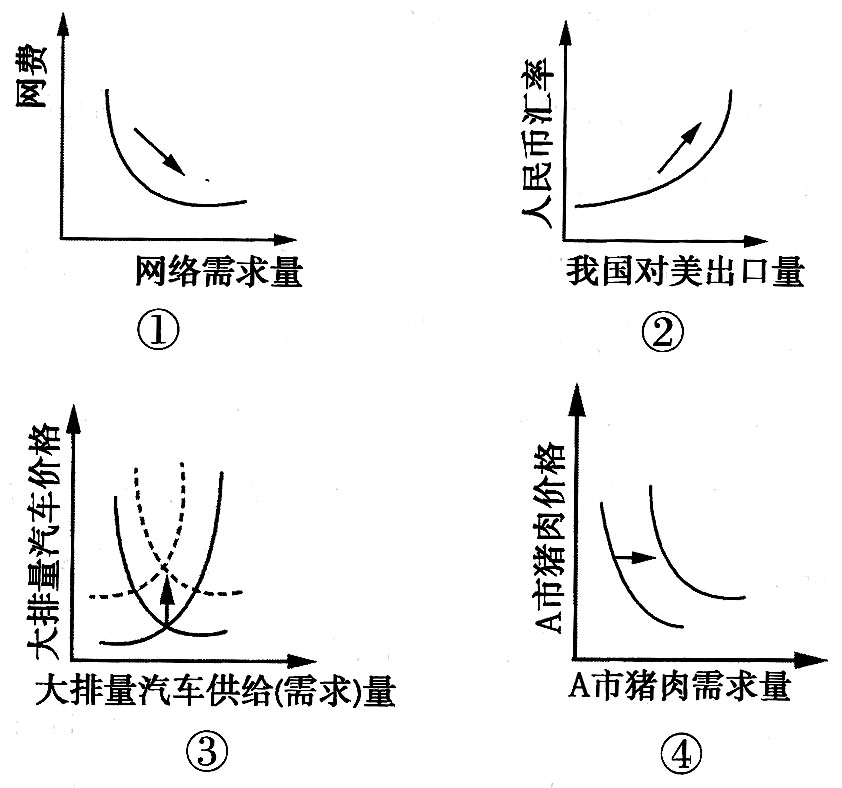 网费
网络需求量
①
人民币汇率
我国对美出口量
②
大排量汽车价格
大排量汽车供给(需求)量
③
A市猪肉价格
A市猪肉需求量
④